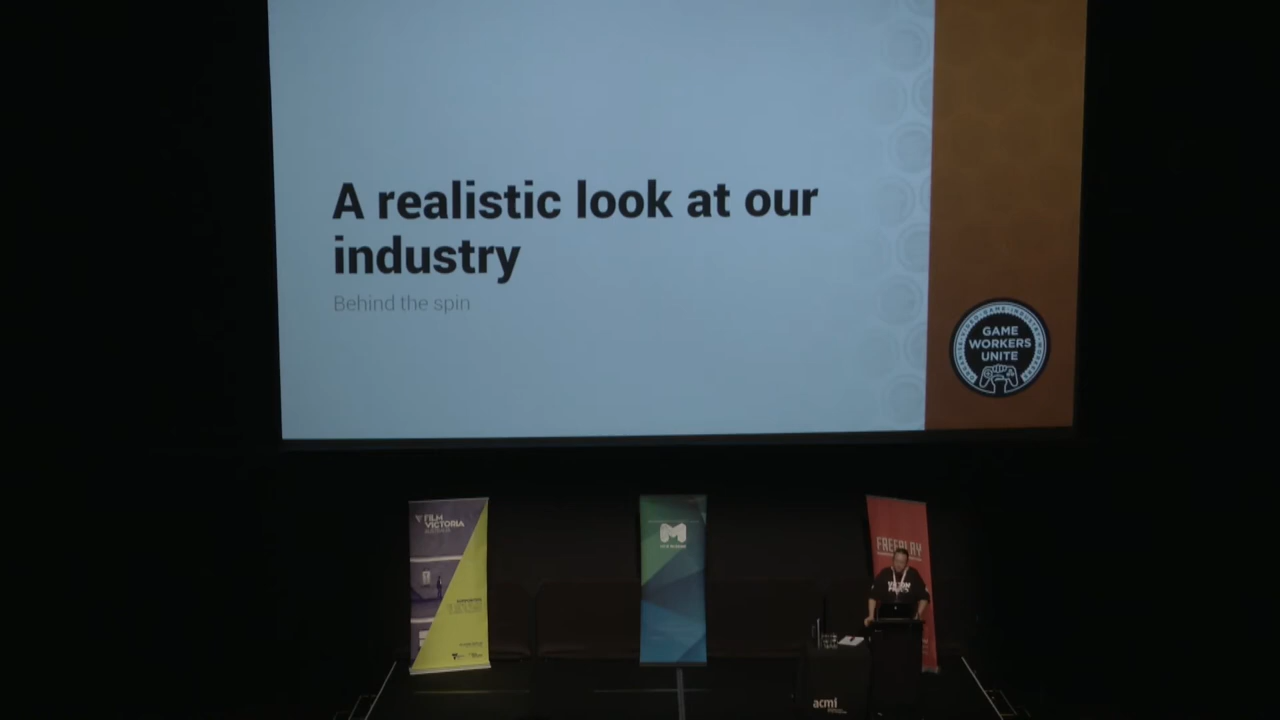 A realistic look at our
industry
Behind the spin
GAME
WORKERS
UNITE
FILM
VICTORIA
FREEPLAY
acmi